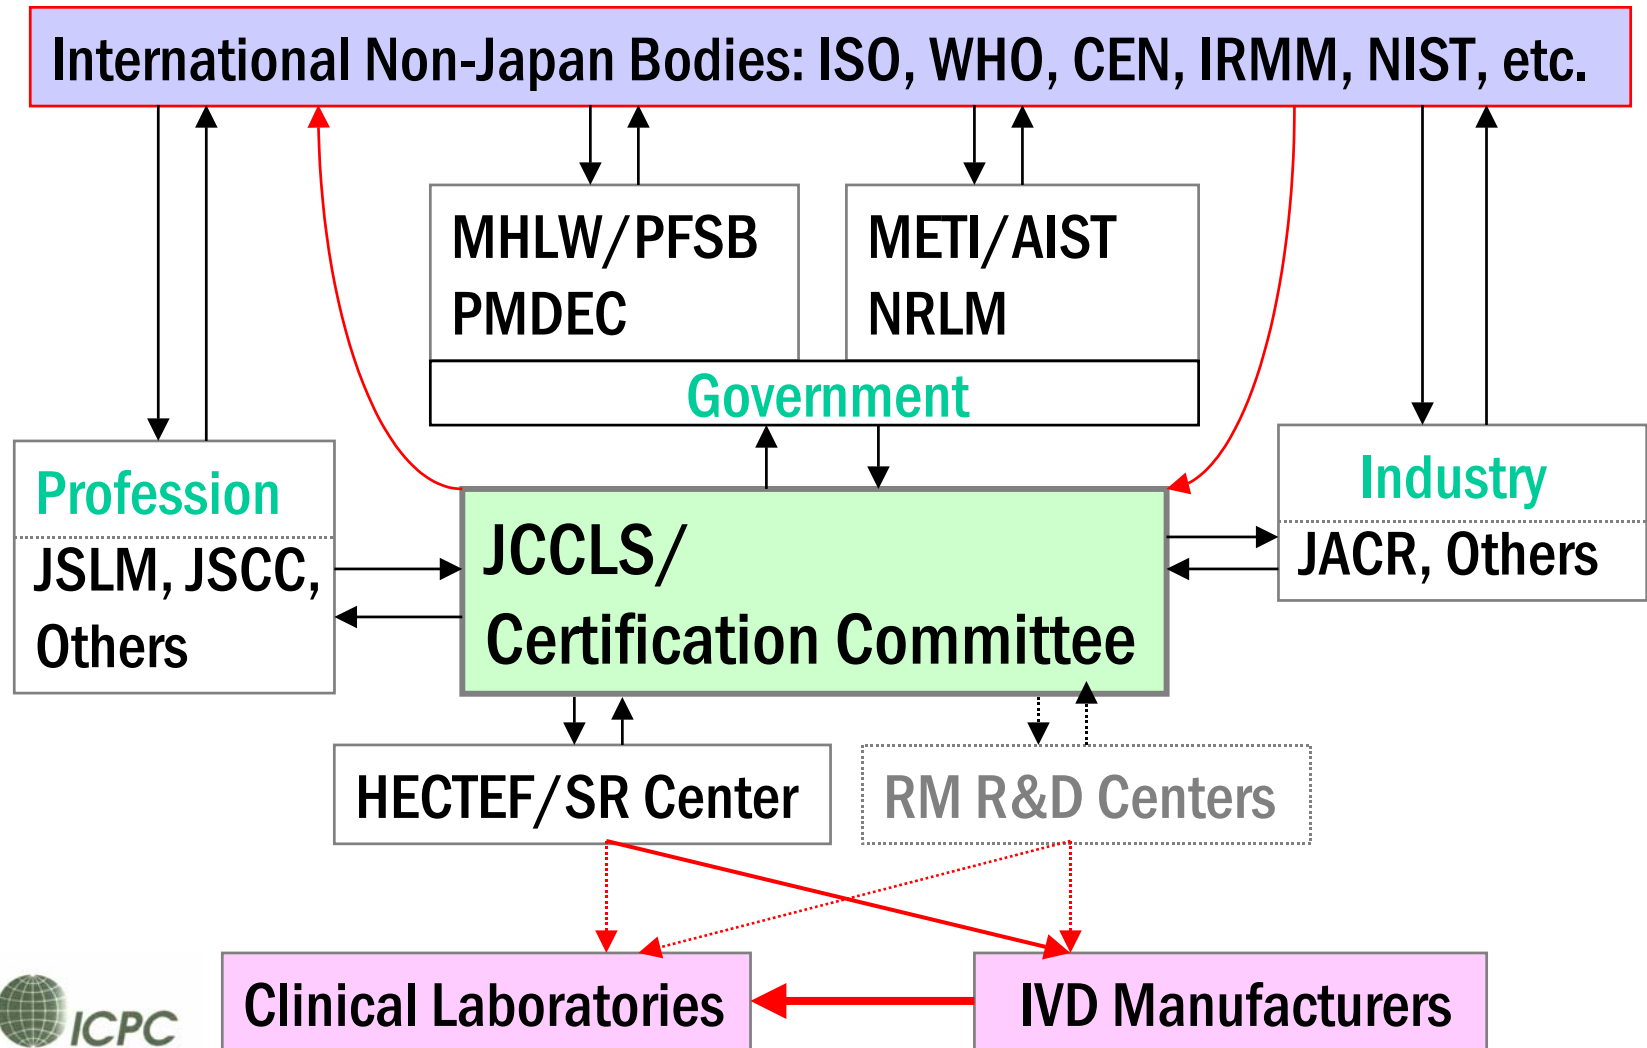 International Non-Japan Bodies: ISO, WHO, CEN, IRMM, NIST, etc.
MHLW/PFSB
PMDEC
METI/AIST
NRLM
Government
Profession
JSLM, JSCC,
Others
JCCLS/
Certification Committee
Industry
JACR, Others
HECTEF/SR Center
RM R&D Centers
Clinical Laboratories
IVD Manufacturers
ICPC